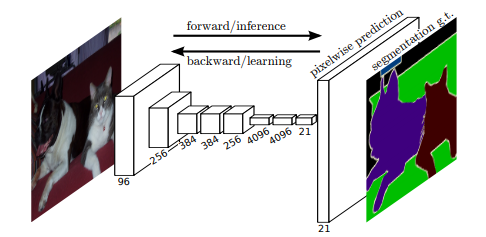 forward/inference
backward/learning
pixelwise prediction
segmentation g.t.
96
256
384
384
256
4096
4096
21
21